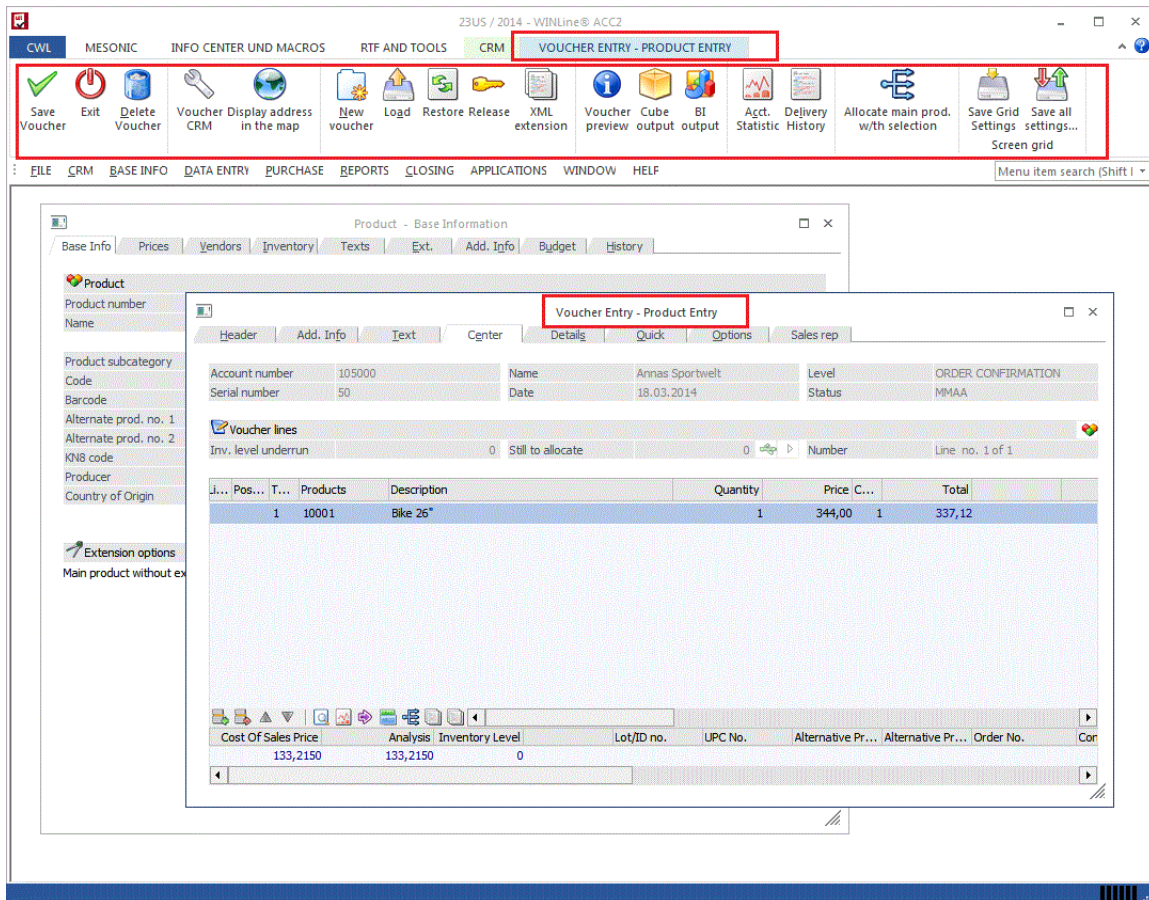 23US / 2014 - WINLine® ACC2
CWL MESONIC INFO CENTER UND MACROS RTF AND TOOLS CRM VOUCHER ENTRY - PRODUCT ENTRY
Save Voucher Exit Delete Voucher Voucher CRM Display address in the map New voucher Load Restore Release XML extension Voucher preview Cube output BI output Acct. Statistic Delivery History Allocate main prod. w/th selection Save Grid Settings Save all settings...
Screen grid
FILE CRM BASE INFO DATA ENTRY PURCHASE REPORTS CLOSING APPLICATIONS WINDOW HELF Menu item search (Shift I
Product - Base Information
Base Info Prices Vendors Inventory Texts Ext. Add. Info Budget History
Product
Product number
Name
Product subcategory
Code
Barcode
Alternate prod. no. 1
Alternate prod. no. 2
KN8 code
Producer
Country of Origin
Extension options
Main product without ex
Voucher Entry - Product Entry
Header Add. Info Text Center Details Quick Options Sales rep
Account number 105000 Name Annas Sportwelt Level ORDER CONFIRMATION
Serial number 50 Date 18.03.2014 Status MMAA
Voucher lines
Inv. level underrun 0 Still to allocate 0 Number Line no. 1 of 1
Li... Pos... T... Products Description Quantity Price C... Total
1 10001 Bike 26" 1 344,00 1 337,12
Cost Of Sales Price Analysis Inventory Level Lot/ID no. UPC No. Alternative Pr... Alternative Pr... Order No. Con
133,2150 133,2150 0